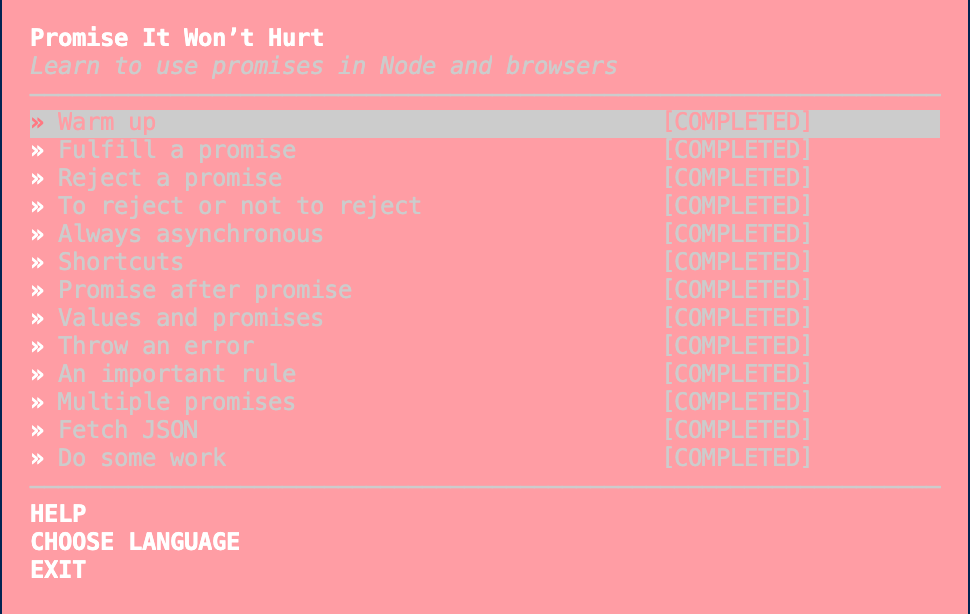 Promise It Won’t Hurt
Learn to use promises in Node and browsers
» Warm up [COMPLETED]
» Fulfill a promise [COMPLETED]
» Reject a promise [COMPLETED]
» To reject or not to reject [COMPLETED]
» Always asynchronous [COMPLETED]
» Shortcuts [COMPLETED]
» Promise after promise [COMPLETED]
» Values and promises [COMPLETED]
» Throw an error [COMPLETED]
» An important rule [COMPLETED]
» Multiple promises [COMPLETED]
» Fetch JSON [COMPLETED]
» Do some work [COMPLETED]
HELP
CHOOSE LANGUAGE
EXIT